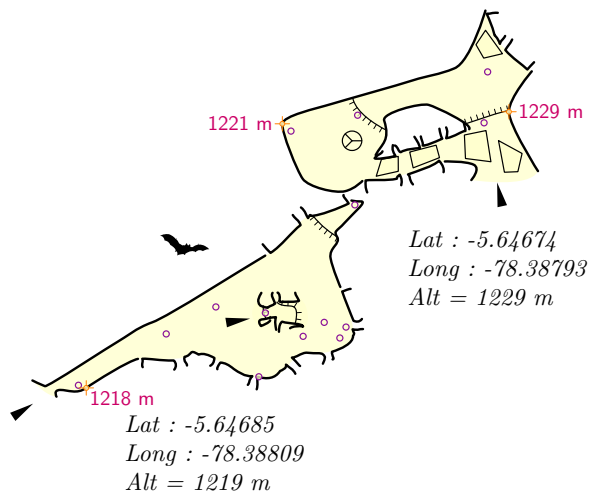 1221 m
1229 m
Lat : -5.64674
Long : -78.38793
Alt = 1229 m
1218 m
Lat : -5.64685
Long : -78.38809
Alt = 1219 m